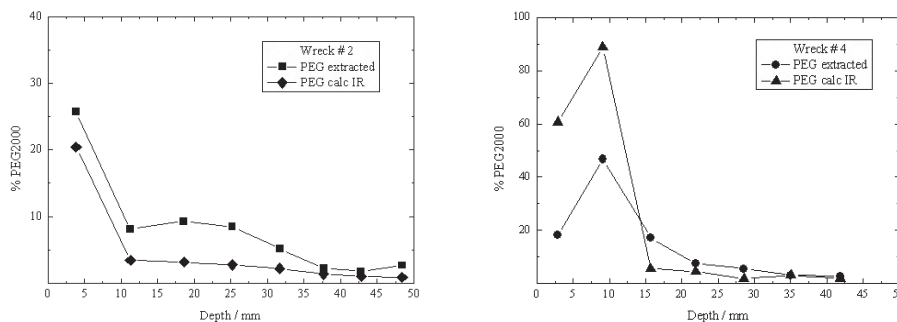 40
30
20
10
0
% PEG2000
Wreck # 2
PEG extracted
PEG calc IR
0 5 10 15 20 25 30 35 40 45 50
Depth / mm
100
80
60
40
20
% PEG2000
Wreck # 4
PEG extracted
PEG calc IR
0 5 10 15 20 25 30 35 40 45 50
Depth / mm